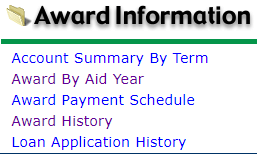 Award Information
Account Summary By Term
Award By Aid Year
Award Payment Schedule
Award History
Loan Application History